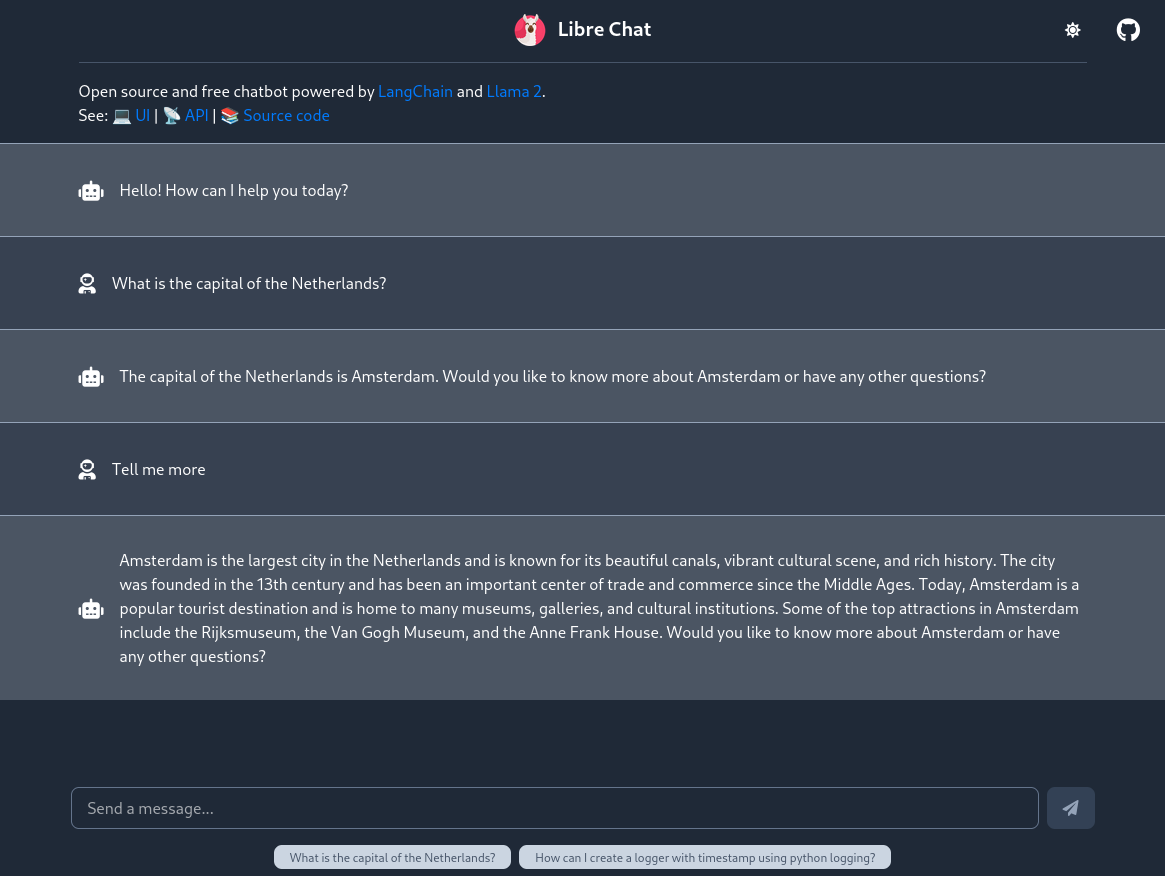 Libre Chat
Open source and free chatbot powered by LangChain and Llama 2.
See: 💻 UI | 📡 API | 📚 Source code
Hello! How can I help you today?
What is the capital of the Netherlands?
The capital of the Netherlands is Amsterdam. Would you like to know more about Amsterdam or have any other questions?
Tell me more
Amsterdam is the largest city in the Netherlands and is known for its beautiful canals, vibrant cultural scene, and rich history. The city
was founded in the 13th century and has been an important center of trade and commerce since the Middle Ages. Today, Amsterdam is a
popular tourist destination and is home to many museums, galleries, and cultural institutions. Some of the top attractions in Amsterdam
include the Rijksmuseum, the Van Gogh Museum, and the Anne Frank House. Would you like to know more about Amsterdam or have
any other questions?
Send a message...
What is the capital of the Netherlands?
How can I create a logger with timestamp using python logging?